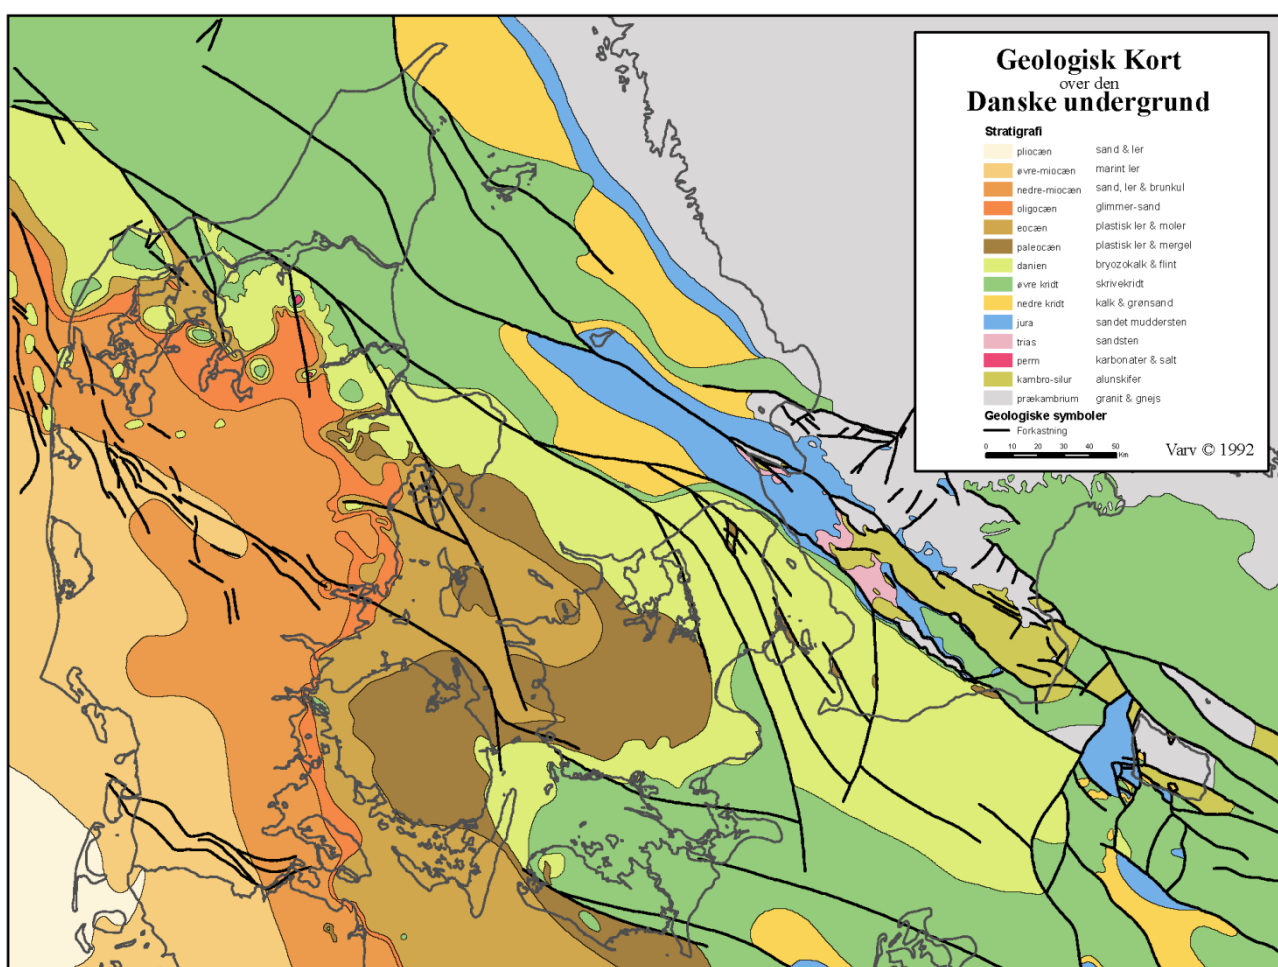 Geologisk Kort
over den
Danske undergrund
Stratigrafi
pliocæn sand & ler
øvre-miocæn marint ler
nedre-miocæn sand, ler & brunkul
oligocæn glimmer-sand
eocæn plastisk ler & moler
paleocæn plastisk ler & mergel
danien bryozokalk & flint
øvre kridt skrivekridt
nedre kridt kalk & grønsand
jura sandet muddersten
trias sandsten
perm karbonater & salt
kambro-silur alunskifer
prækambrium granit & gnejs
Geologiske symboler
Forkastning
0 10 20 30 40 50
Km
Varv © 1992